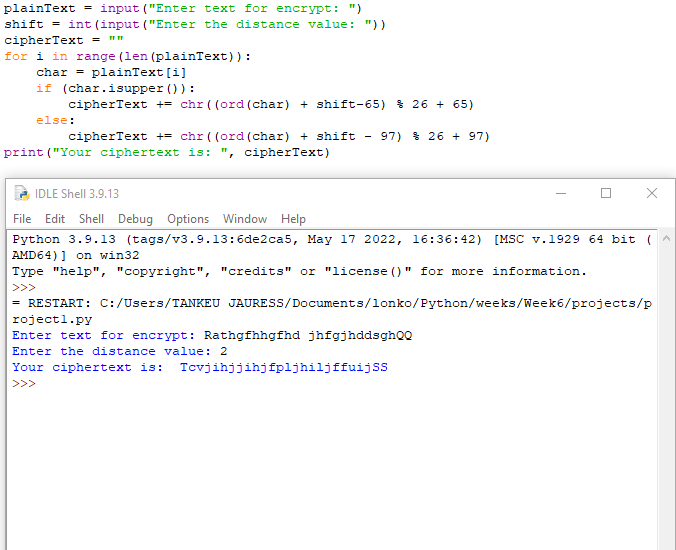 plainText = input("Enter text for encrypt: ")
shift = int(input("Enter the distance value: "))
cipherText = ""
for i in range(len(plainText)):
    char = plainText[i]
    if (char.isupper()):
        cipherText += chr((ord(char) + shift-65) % 26 + 65)
    else:
        cipherText += chr((ord(char) + shift - 97) % 26 + 97)
print("Your ciphertext is: ", cipherText)
IDLE Shell 3.9.13
File Edit Shell Debug Options Window Help
Python 3.9.13 (tags/v3.9.13:6de2ca5, May 17 2022, 16:36:42) [MSC v.1929 64 bit (
AMD64)] on win32
Type "help", "copyright", "credits" or "license()" for more information.
>>>
= RESTART: C:/Users/TANKEU JAURESS/Documents/lonko/Python/weeks/Week6/projects/p
roject1.py
Enter text for encrypt: Rathgfhhgfhd jhfgjhddsghQQ
Enter the distance value: 2
Your ciphertext is:  TcvjihjjihjfpljhiljffuijSS
>>>